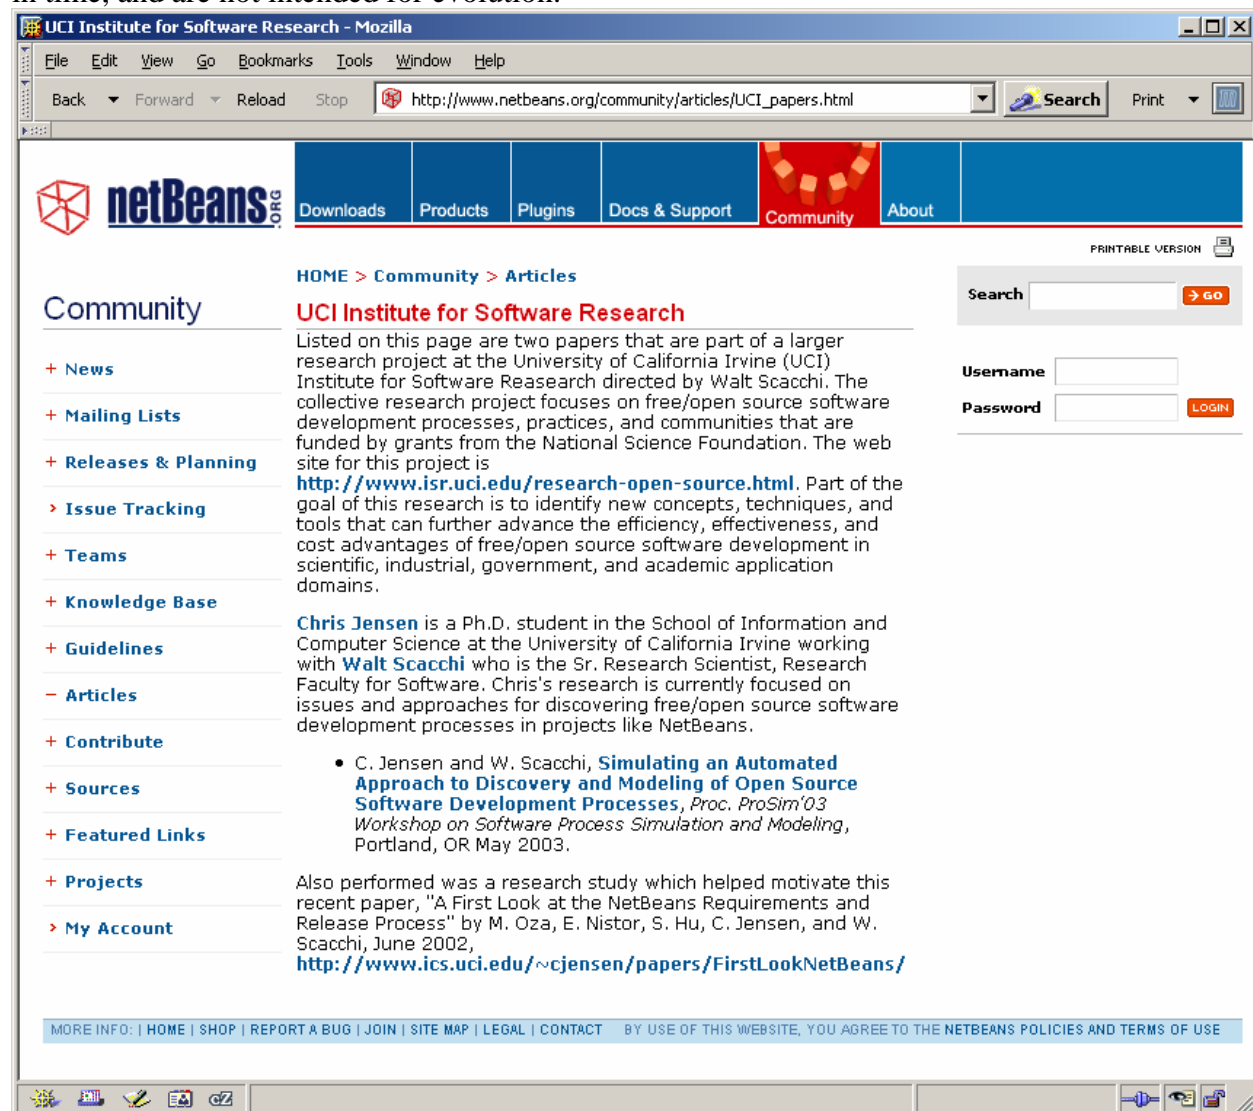 in time, and are not intended for evolution.
UCI Institute for Software Research - Mozilla
File Edit View Go Bookmarks Tools Window Help
Back Forward Reload Stop http://www.netbeans.org/community/articles/UCI_papers.html Search Print
netBeans.ORG
Downloads Products Plugins Docs & Support Community About
PRINTABLE VERSION
HOME > Community > Articles
Search GO
Community
UCI Institute for Software Research
Listed on this page are two papers that are part of a larger
research project at the University of California Irvine (UCI)
Institute for Software Reasearch directed by Walt Scacchi. The
collective research project focuses on free/open source software
development processes, practices, and communities that are
funded by grants from the National Science Foundation. The web
site for this project is
http://www.isr.uci.edu/research-open-source.html. Part of the
goal of this research is to identify new concepts, techniques, and
tools that can further advance the efficiency, effectiveness, and
cost advantages of free/open source software development in
scientific, industrial, government, and academic application
domains.
Chris Jensen is a Ph.D. student in the School of Information and
Computer Science at the University of California Irvine working
with Walt Scacchi who is the Sr. Research Scientist, Research
Faculty for Software. Chris's research is currently focused on
issues and approaches for discovering free/open source software
development processes in projects like NetBeans.
• C. Jensen and W. Scacchi, Simulating an Automated
Approach to Discovery and Modeling of Open Source
Software Development Processes, Proc. ProSim'03
Workshop on Software Process Simulation and Modeling,
Portland, OR May 2003.
Also performed was a research study which helped motivate this
recent paper, "A First Look at the NetBeans Requirements and
Release Process" by M. Oza, E. Nistor, S. Hu, C. Jensen, and W.
Scacchi, June 2002,
http://www.ics.uci.edu/~cjensen/papers/FirstLookNetBeans/
+ News
+ Mailing Lists
+ Releases & Planning
> Issue Tracking
+ Teams
+ Knowledge Base
+ Guidelines
− Articles
+ Contribute
+ Sources
+ Featured Links
+ Projects
> My Account
Username
Password LOGIN
MORE INFO: | HOME | SHOP | REPORT A BUG | JOIN | SITE MAP | LEGAL | CONTACT BY USE OF THIS WEBSITE, YOU AGREE TO THE NETBEANS POLICIES AND TERMS OF USE
cZ